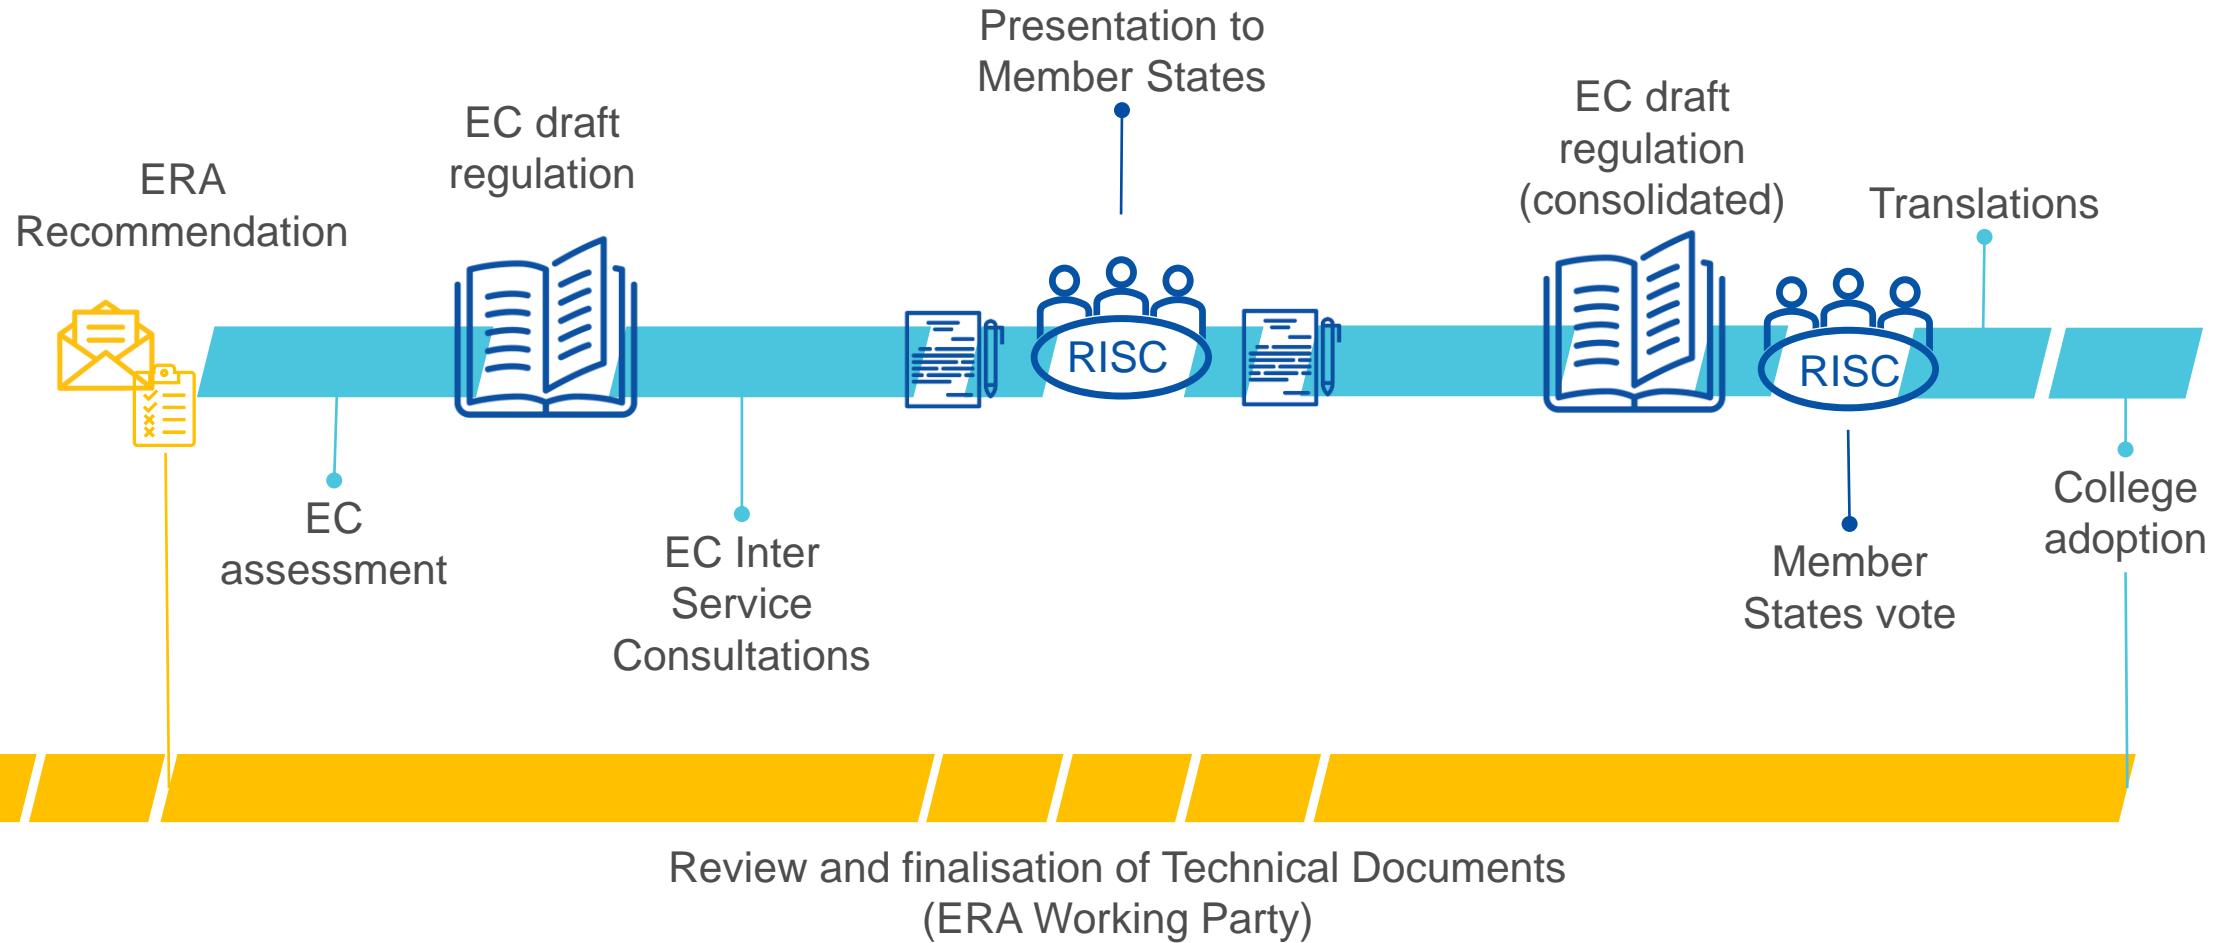 Presentation to
Member States
EC draft
regulation
(consolidated)
EC draft
regulation
ERA
Recommendation
Translations
RISC
RISC
EC
assessment
EC Inter
Service
Consultations
Member
States vote
College
adoption
Review and finalisation of Technical Documents
(ERA Working Party)